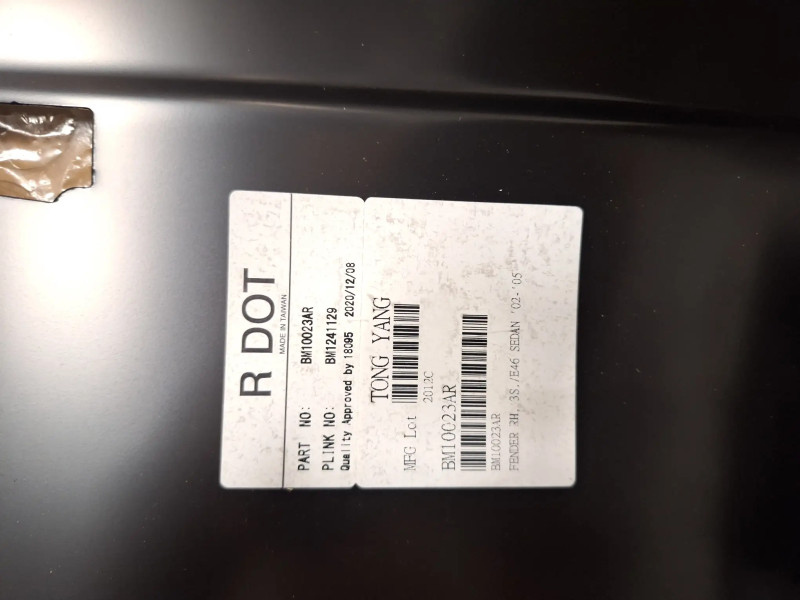 R DOT
MADE IN TAIWAN
PART NO: BM10023AR
PLINK NO: BM1241129
Quality Approved by 18095 2020/12/08
TONG YANG
MFG Lot 2012C
BM10023AR
BM10023AR
FENDER RH, 3S./E46 SEDAN '02-'05